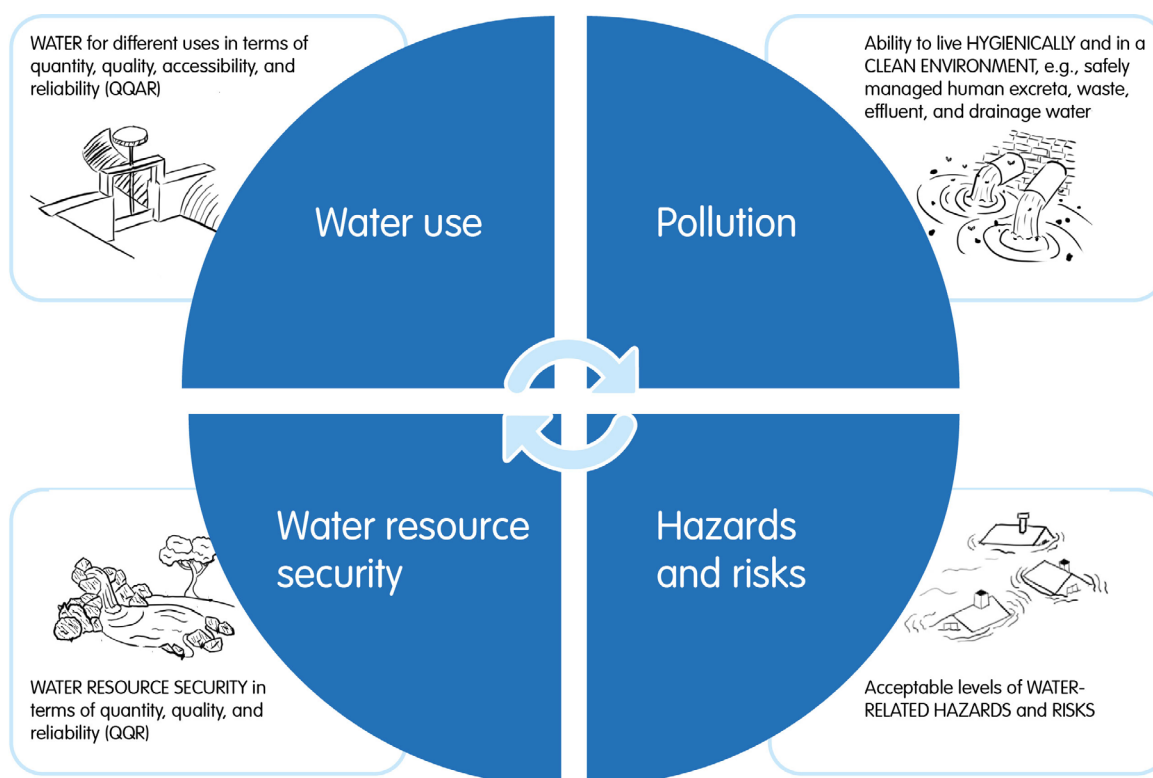 WATER for different uses in terms of
quantity, quality, accessibility, and
reliability (QQAR)
Ability to live HYGIENICALLY and in a
CLEAN ENVIRONMENT, e.g., safely
managed human excreta, waste,
effluent, and drainage water
Water use
Pollution
Water resource
security
Hazards
and risks
WATER RESOURCE SECURITY in
terms of quantity, quality, and
reliability (QQR)
Acceptable levels of WATER-
RELATED HAZARDS and RISKS